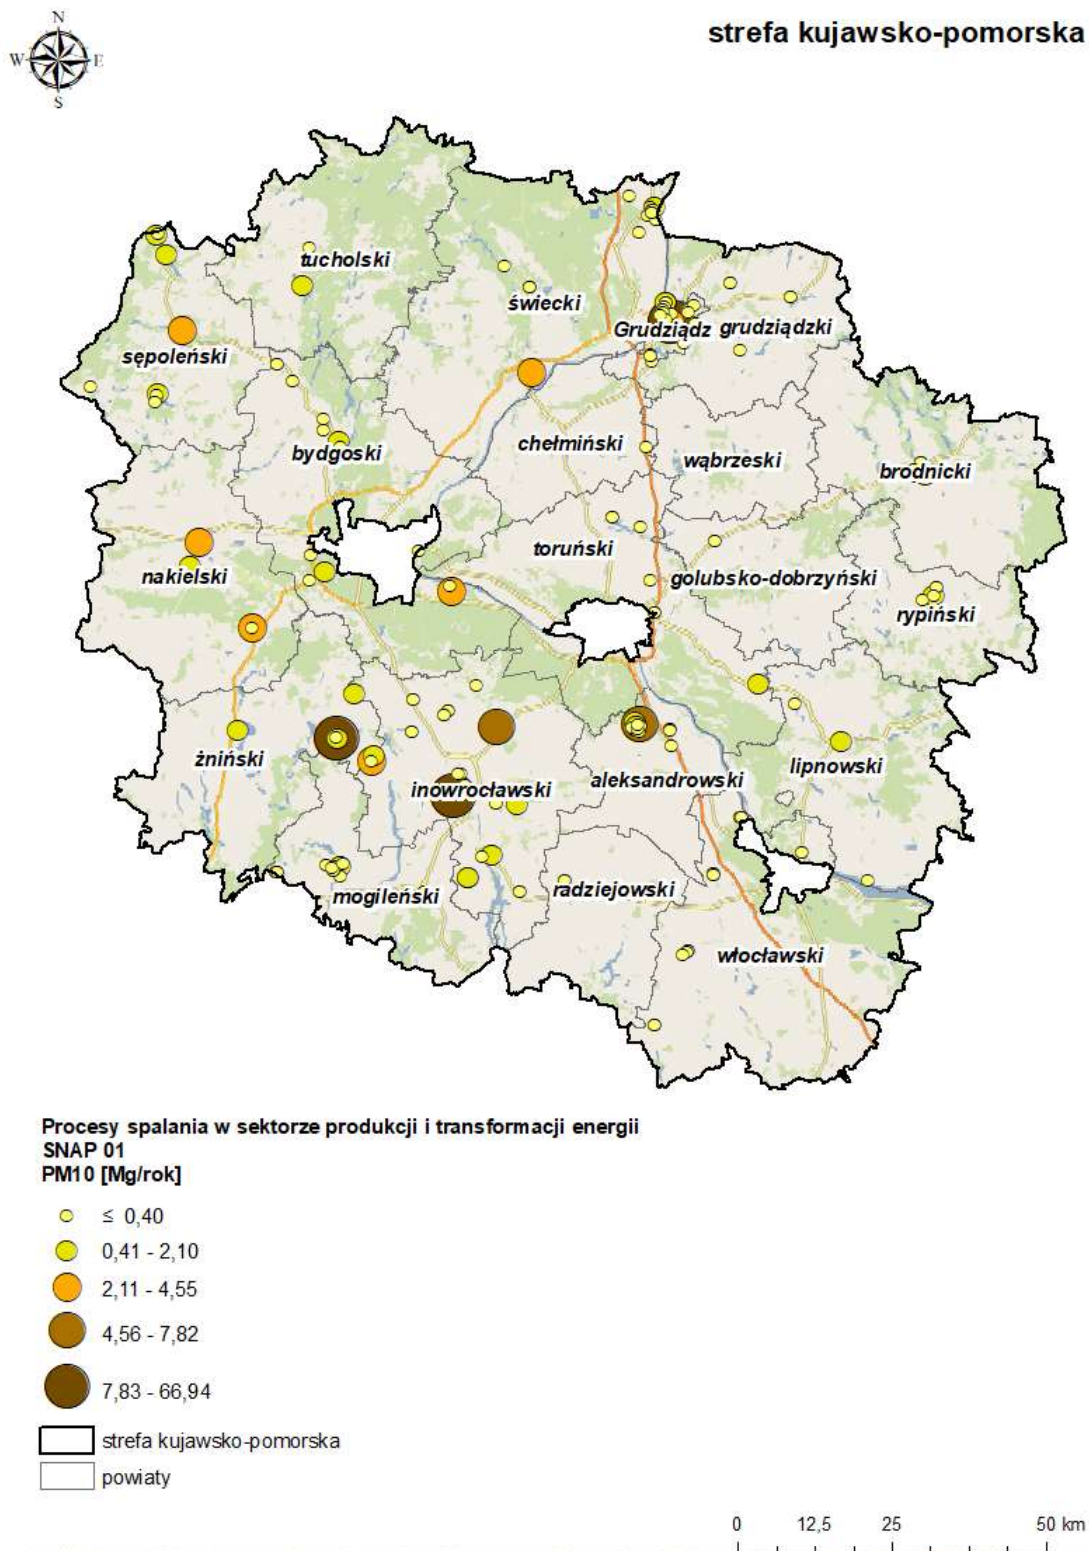 N
strefa kujawsko-pomorska
W E
S
tucholski
świecki
Grudziądz grudziądzki
sępoleński
chełmiński
bydgoski
wąbrzeski
brodnicki
toruński
nakielski
golubsko-dobrzyński
rypiński
żniński
lipnowski
aleksandrowski
inowrocławski
radziejowski
mogileński
włocławski
Procesy spalania w sektorze produkcji i transformacji energii
SNAP 01
PM10 [Mg/rok]
≤ 0,40
0,41 - 2,10
2,11 - 4,55
4,56 - 7,82
7,83 - 66,94
strefa kujawsko-pomorska
powiaty
0 12,5 25 50 km